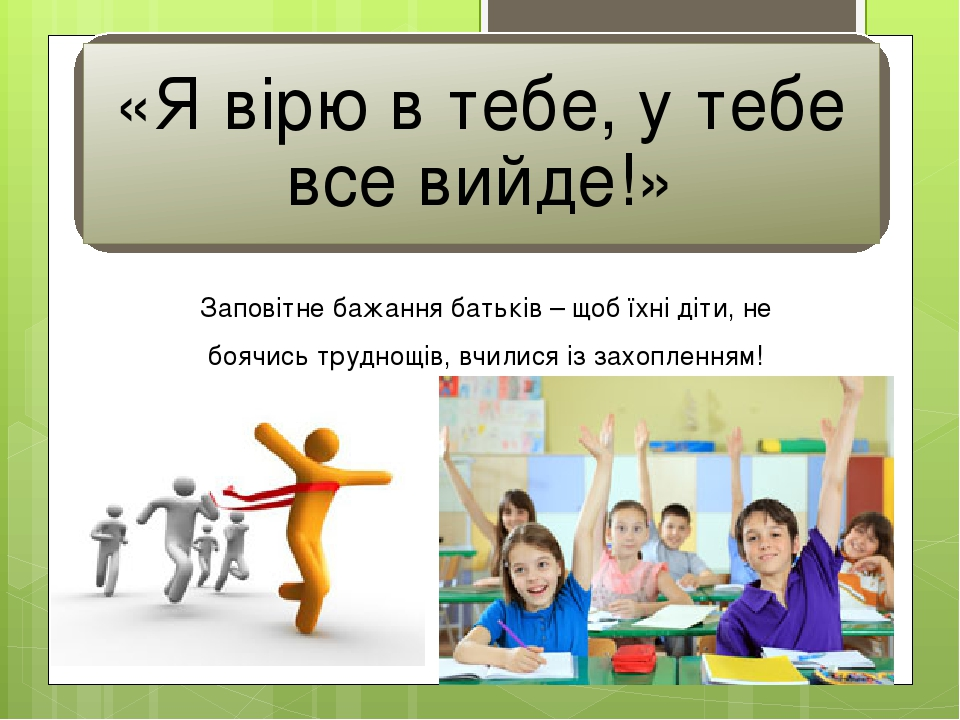 «Я вірю в тебе, у тебе
все вийде!»
Заповітне бажання батьків – щоб їхні діти, не
боячись труднощів, вчилися із захопленням!